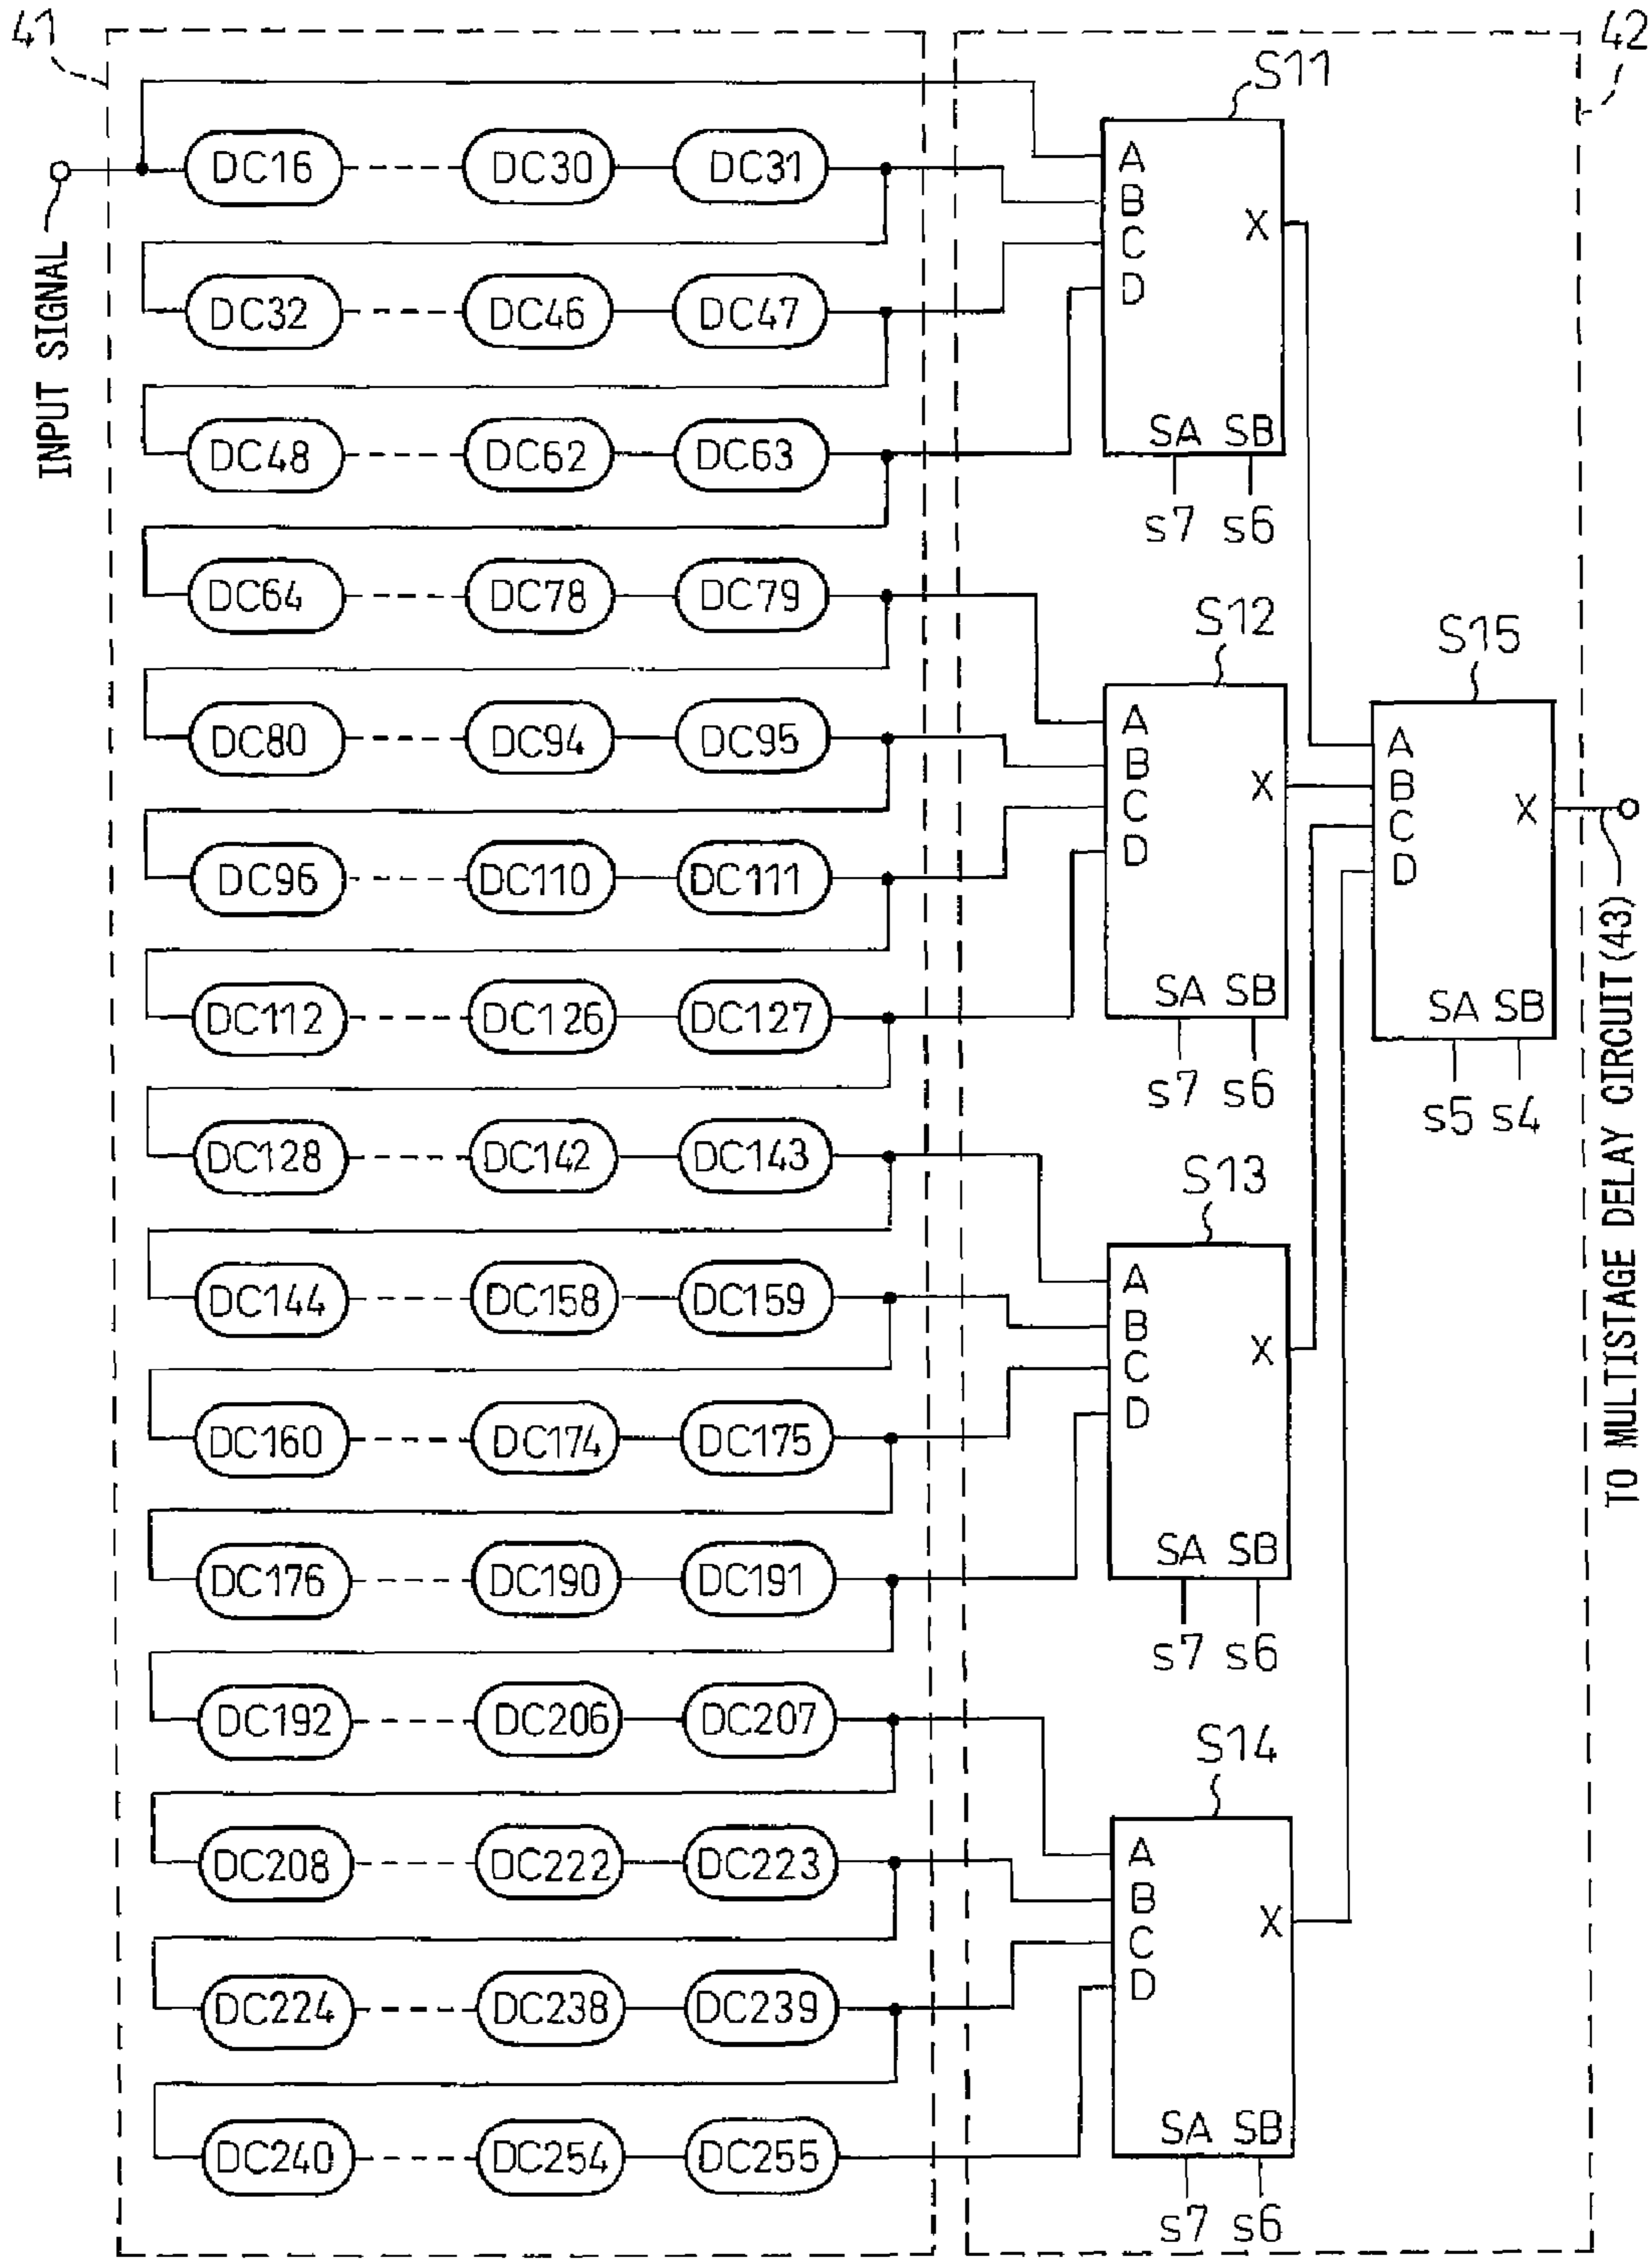 41
42
S11
DC16 DC30 DC31
A
B
C
D
X
SA SB
s7 s6
INPUT SIGNAL
DC32 DC46 DC47
DC48 DC62 DC63
DC64 DC78 DC79
S12
S15
DC80 DC94 DC95
A
B
C
D
X
SA SB
s7 s6
A
B
C
D
X
SA SB
s5 s4
TO MULTISTAGE DELAY CIRCUIT (43)
DC96 DC110 DC111
DC112 DC126 DC127
DC128 DC142 DC143
S13
DC144 DC158 DC159
A
B
C
D
X
SA SB
s7 s6
DC160 DC174 DC175
DC176 DC190 DC191
DC192 DC206 DC207
S14
DC208 DC222 DC223
A
B
C
D
X
SA SB
s7 s6
DC224 DC238 DC239
DC240 DC254 DC255